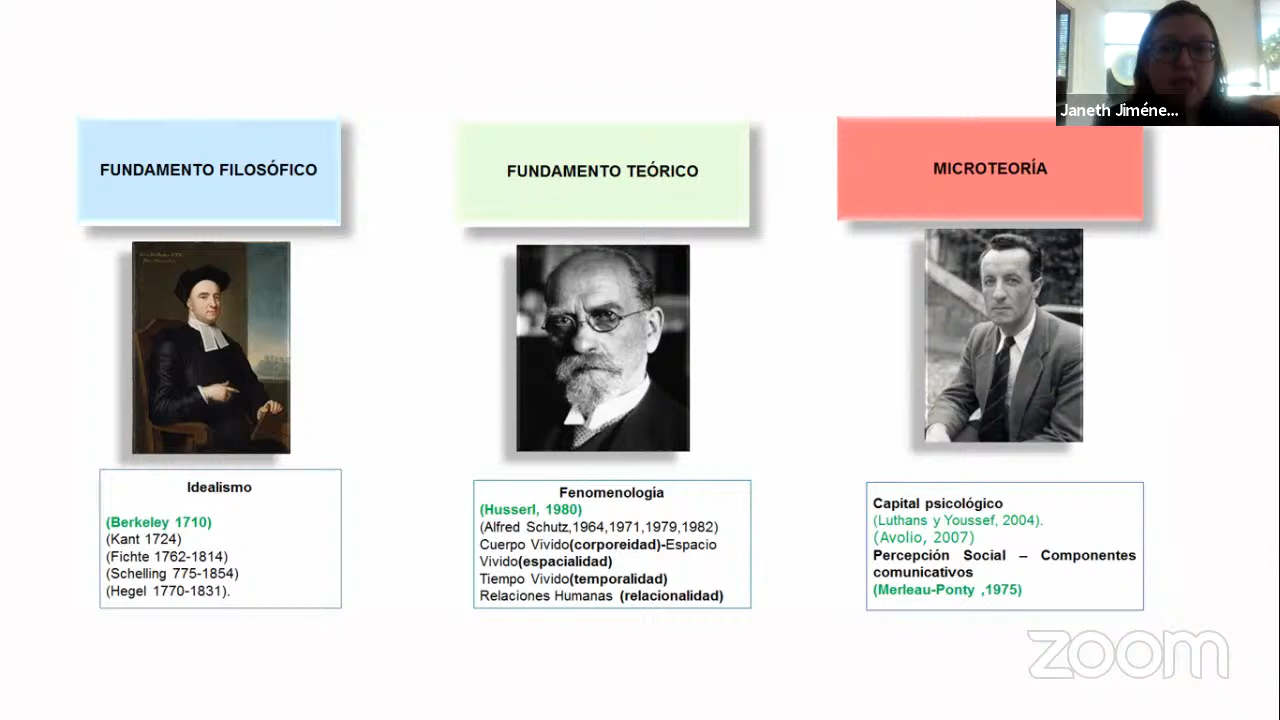 Janeth Jiméne...
FUNDAMENTO FILOSÓFICO
FUNDAMENTO TEÓRICO
MICROTEORÍA
Idealismo
(Berkeley 1710)
(Kant 1724)
(Fichte 1762-1814)
(Schelling 775-1854)
(Hegel 1770-1831).
Fenomenología
(Husserl, 1980)
(Alfred Schutz,1964,1971,1979,1982)
Cuerpo Vivido(corporeidad)-Espacio
Vivido(espacialidad)
Tiempo Vivido(temporalidad)
Relaciones Humanas (relacionalidad)
Capital psicológico
(Luthans y Youssef, 2004).
(Avolio, 2007)
Percepción Social – Componentes
comunicativos
(Merleau-Ponty ,1975)
zoom